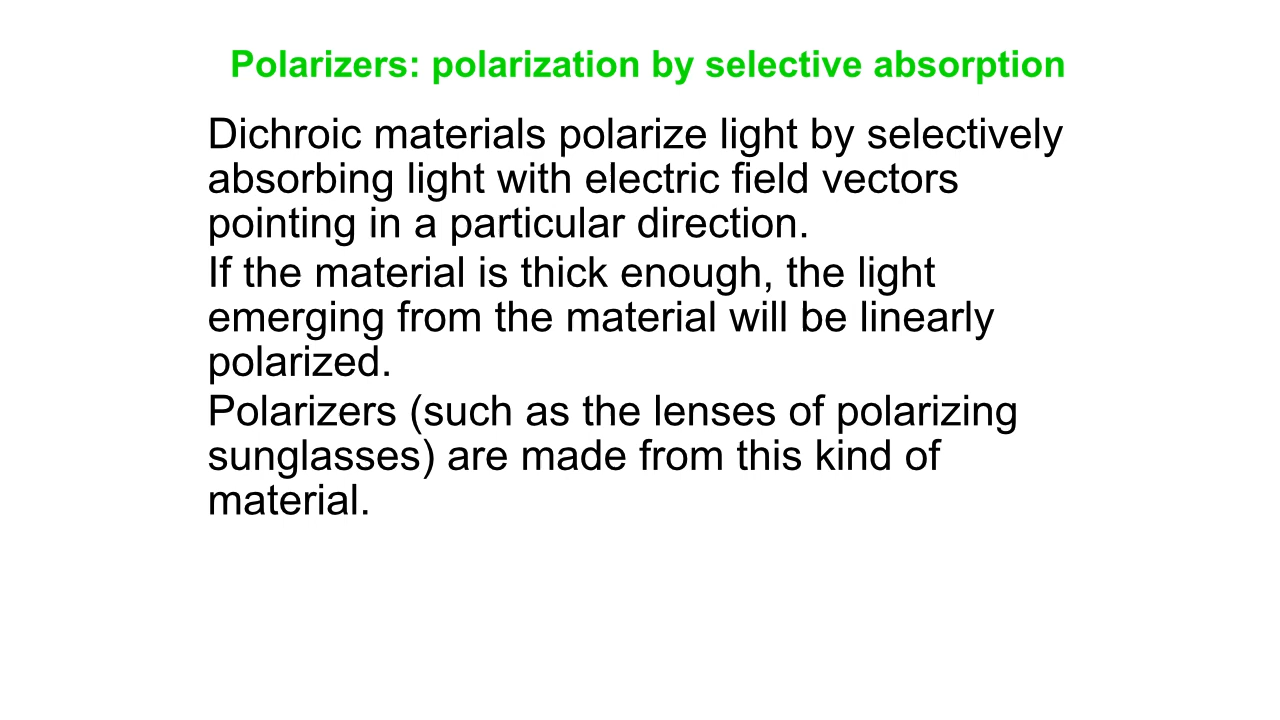 Polarizers: polarization by selective absorption
Dichroic materials polarize light by selectively
absorbing light with electric field vectors
pointing in a particular direction.
If the material is thick enough, the light
emerging from the material will be linearly
polarized.
Polarizers (such as the lenses of polarizing
sunglasses) are made from this kind of
material.